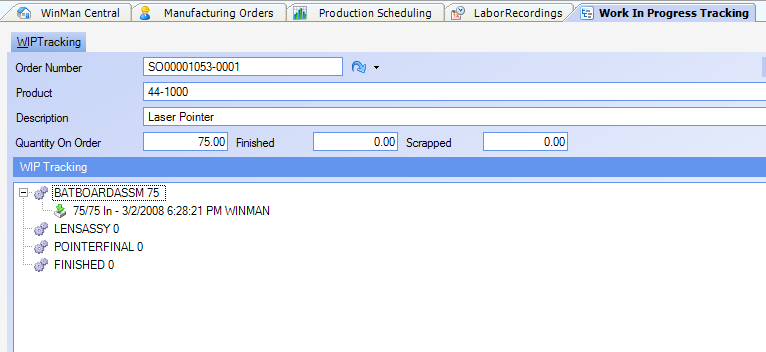 WinMan Central Manufacturing Orders Production Scheduling LaborRecordings Work In Progress Tracking
WIPTracking
Order Number SO00001053-0001
Product 44-1000
Description Laser Pointer
Quantity On Order 75.00 Finished 0.00 Scrapped 0.00
WIP Tracking
BATBOARDASSM 75
75/75 In - 3/2/2008 6:28:21 PM WINMAN
LENSASSY 0
POINTERFINAL 0
FINISHED 0